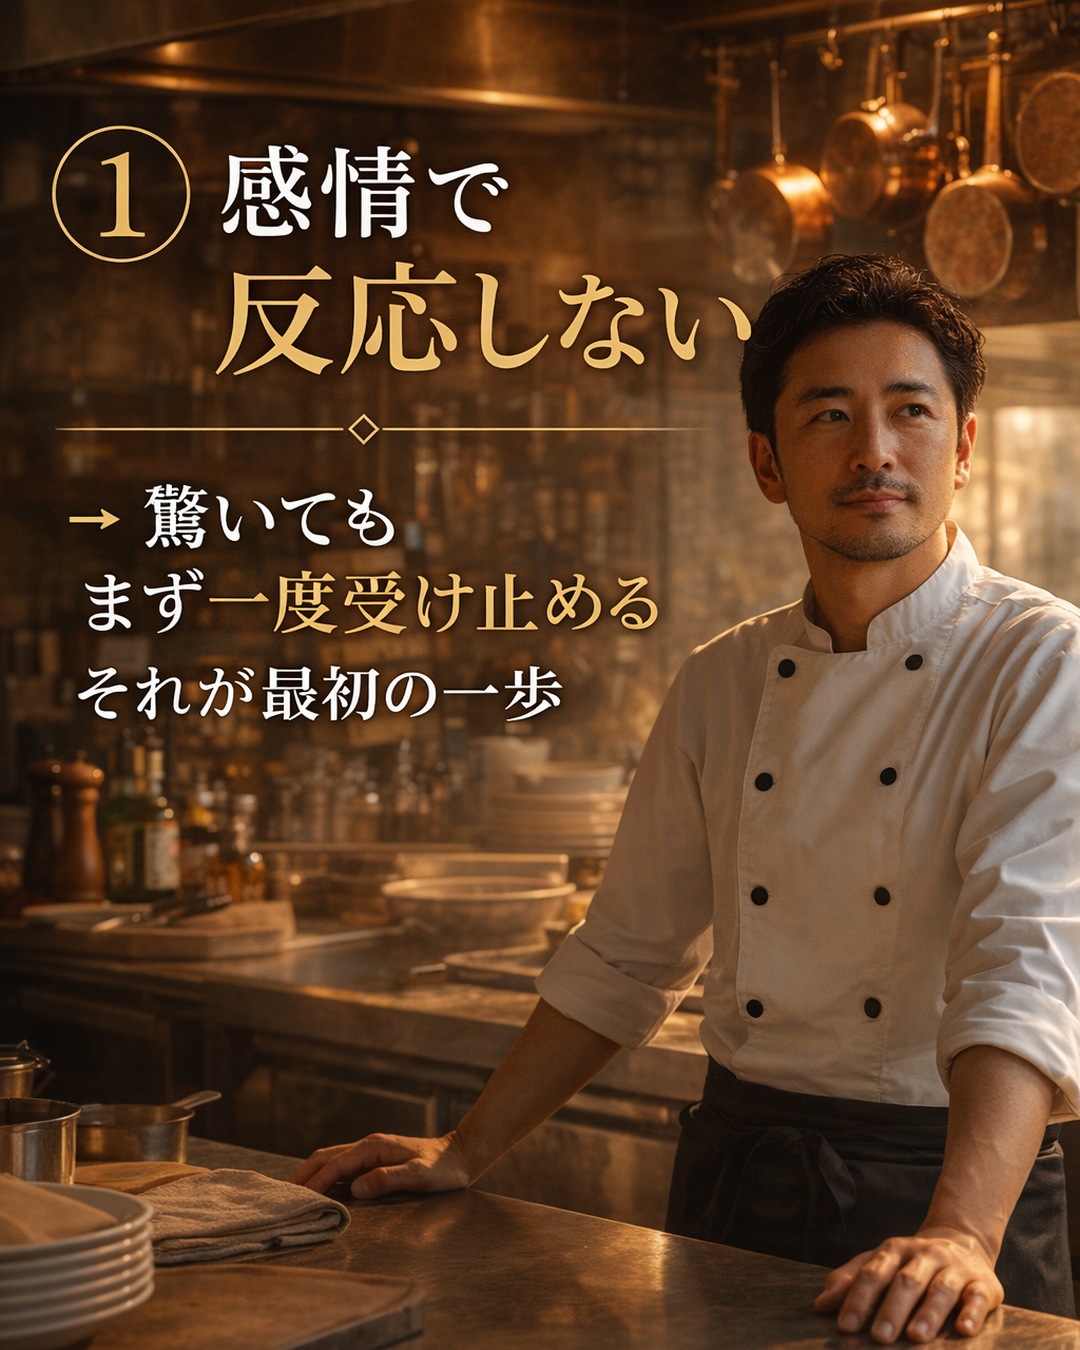 ① 感情で
反応しない
→ 驚いても
まず一度受け止める
それが最初の一歩